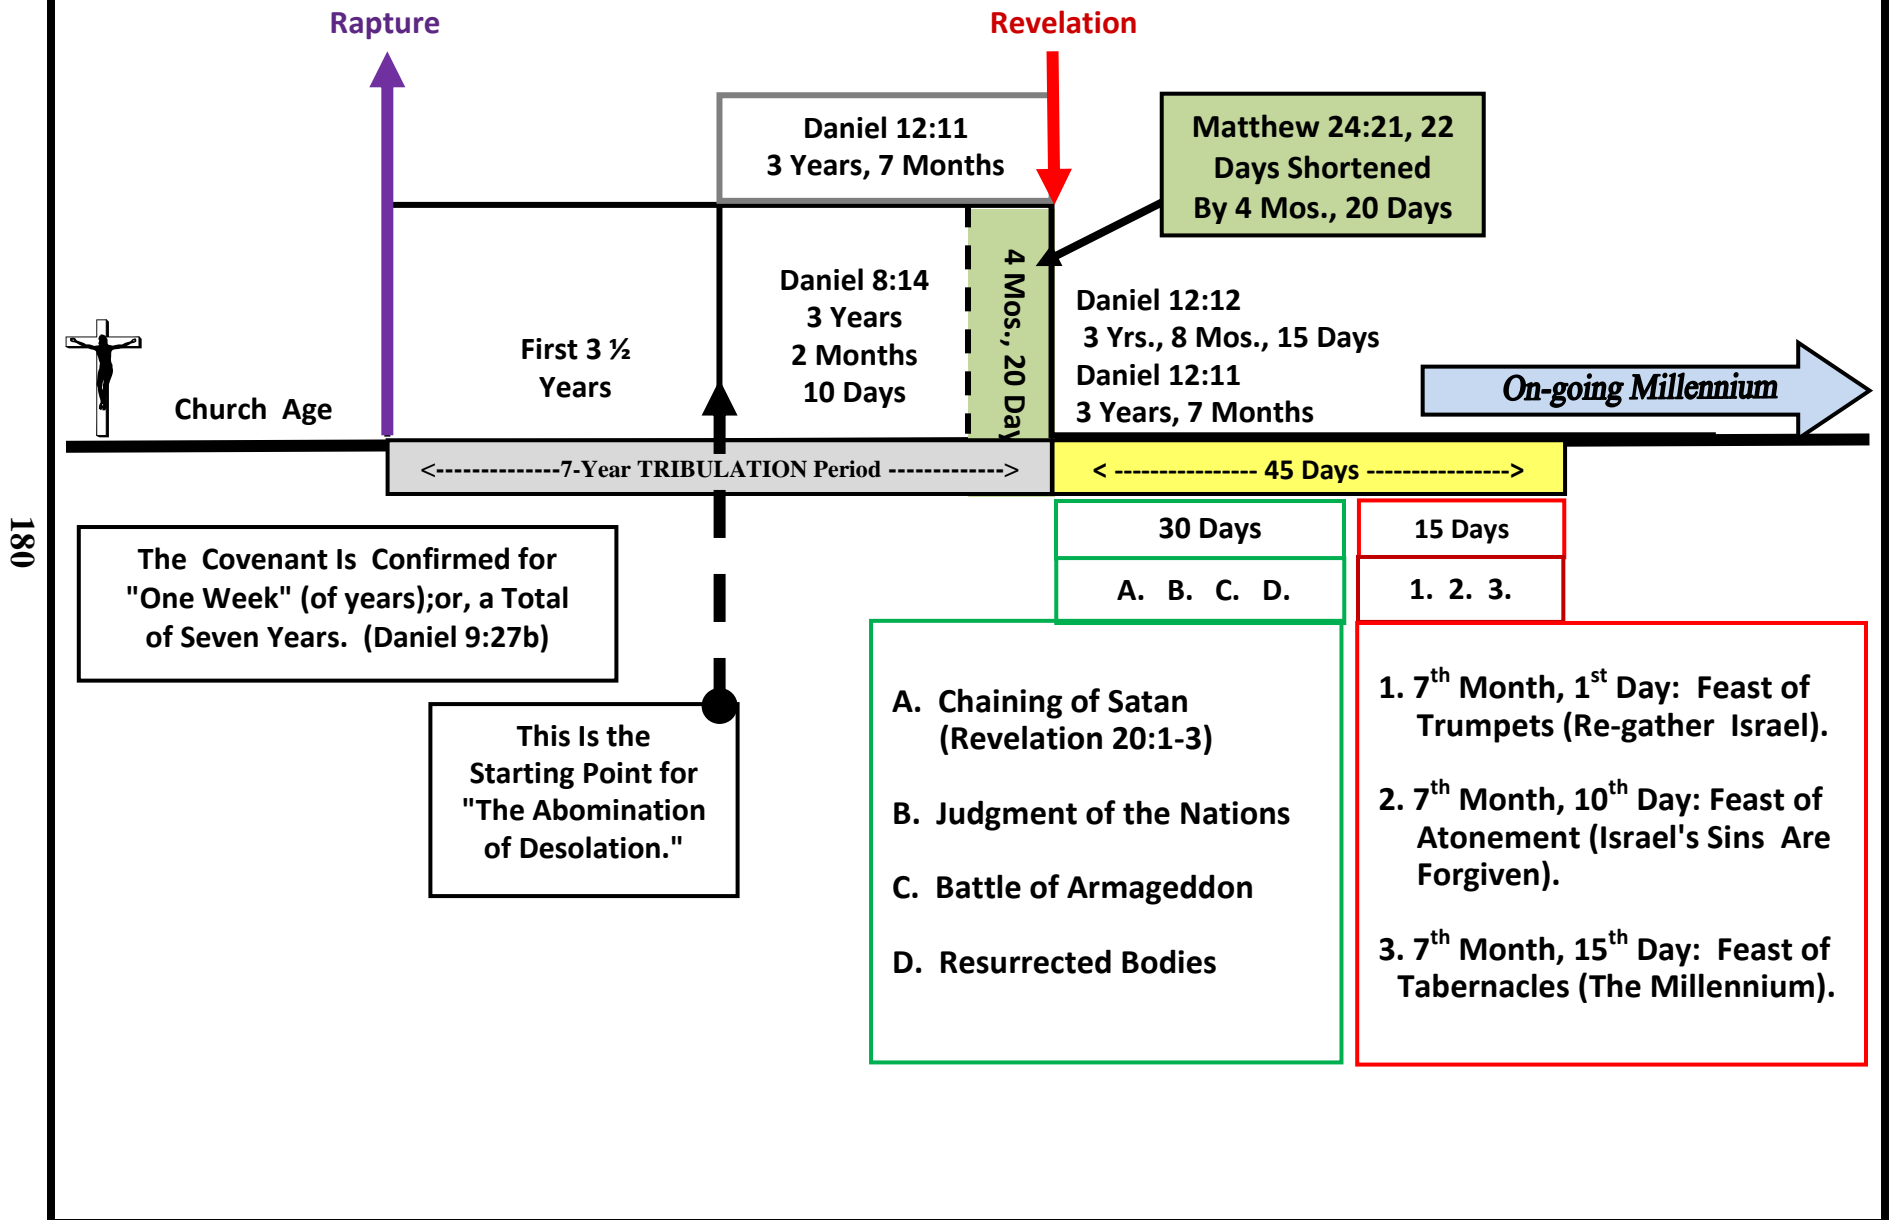 Rapture
Revelation
Daniel 12:11
3 Years, 7 Months
Matthew 24:21, 22
Days Shortened
By 4 Mos., 20 Days
Daniel 8:14
3 Years
2 Months
10 Days
4 Mos., 20 Day
First 3 ½
Years
Daniel 12:12
3 Yrs., 8 Mos., 15 Days
Daniel 12:11
3 Years, 7 Months
On-going Millennium
Church Age
<--------------7-Year TRIBULATION Period ------------->
< ---------------- 45 Days ---------------->
180
The Covenant Is Confirmed for
"One Week" (of years);or, a Total
of Seven Years. (Daniel 9:27b)
This Is the
Starting Point for
"The Abomination
of Desolation."
30 Days
A. B. C. D.
15 Days
1. 2. 3.
A. Chaining of Satan
(Revelation 20:1-3)
B. Judgment of the Nations
C. Battle of Armageddon
D. Resurrected Bodies
1. 7th Month, 1st Day: Feast of
Trumpets (Re-gather Israel).
2. 7th Month, 10th Day: Feast of
Atonement (Israel's Sins Are
Forgiven).
3. 7th Month, 15th Day: Feast of
Tabernacles (The Millennium).